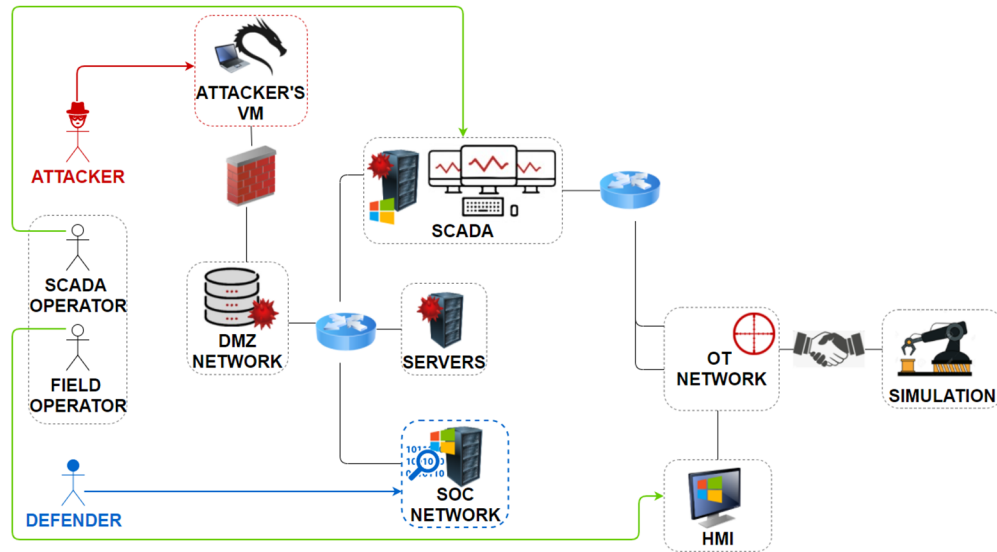 ATTACKER'S
VM
ATTACKER
SCADA
SCADA
OPERATOR
DMZ
NETWORK
SERVERS
FIELD
OPERATOR
OT
NETWORK
SIMULATION
SOC
NETWORK
DEFENDER
HMI